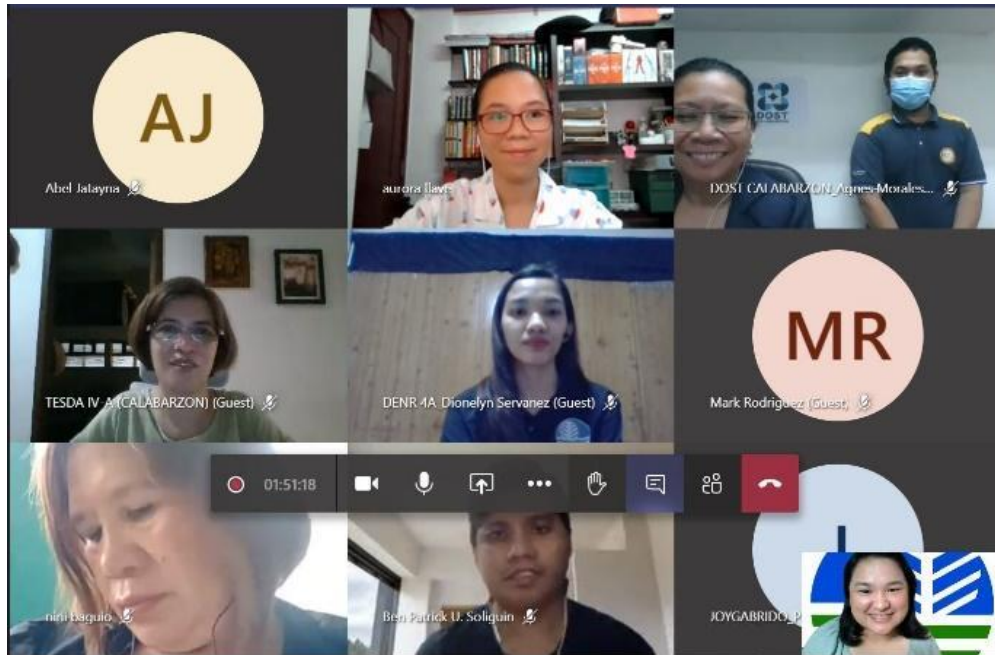 AJ
Abel Jatayna
aurora llave
DOST
DOST CALABARZON_Agnes Morales...
TESDA IV-A (CALABARZON) (Guest)
DENR 4A Dionelyn Servanez (Guest)
MR
Mark Rodriguez (Guest)
01:51:18
nini baguio
Ben Patrick U. Soliguin
JOYGABRIDO_P